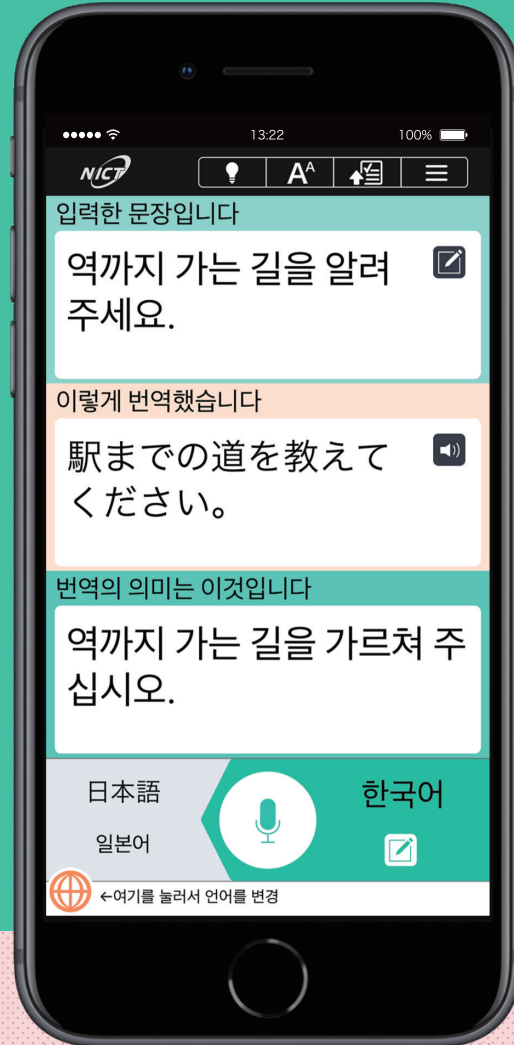 13:22
100%
NICT
AA
입력한 문장입니다
역까지 가는 길을 알려
주세요.
이렇게 번역했습니다
駅までの道を教えて
ください。
번역의 의미는 이것입니다
역까지 가는 길을 가르쳐 주
십시오.
日本語
일본어
한국어
←여기를 눌러서 언어를 변경